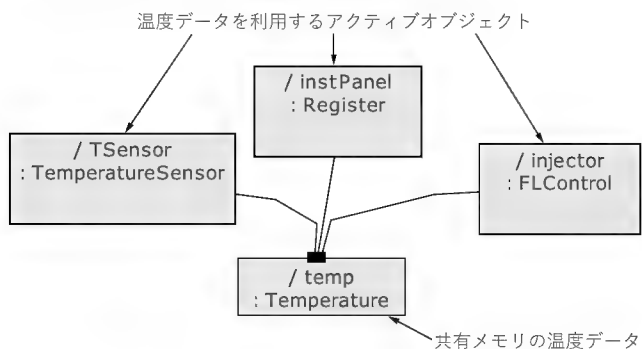 温度データを利用するアクティブオブジェクト
/ instPanel
: Register
/ TSensor
: TemperatureSensor
/ injector
: FLControl
/ temp
: Temperature
共有メモリの温度データ